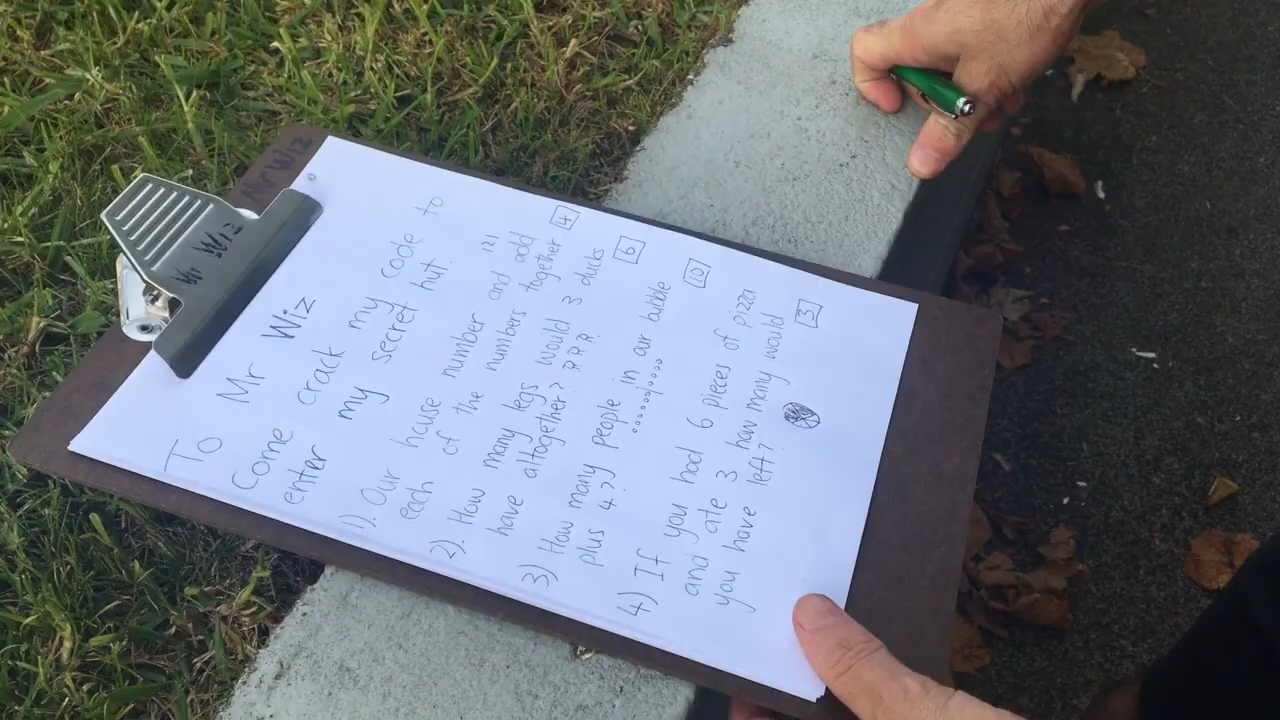 Mr Wiz
Mr Wiz
To Mr Wiz
Come crack my code to
enter my secret hut.
1). Our house number and 121
each of the numbers add together. 4
2). How many legs would 3 ducks
have altogether? 6
3) How many people in our bubble
plus 4? 10
4) If you had 6 pieces of pizza
and ate 3 how many would
you have left? 3